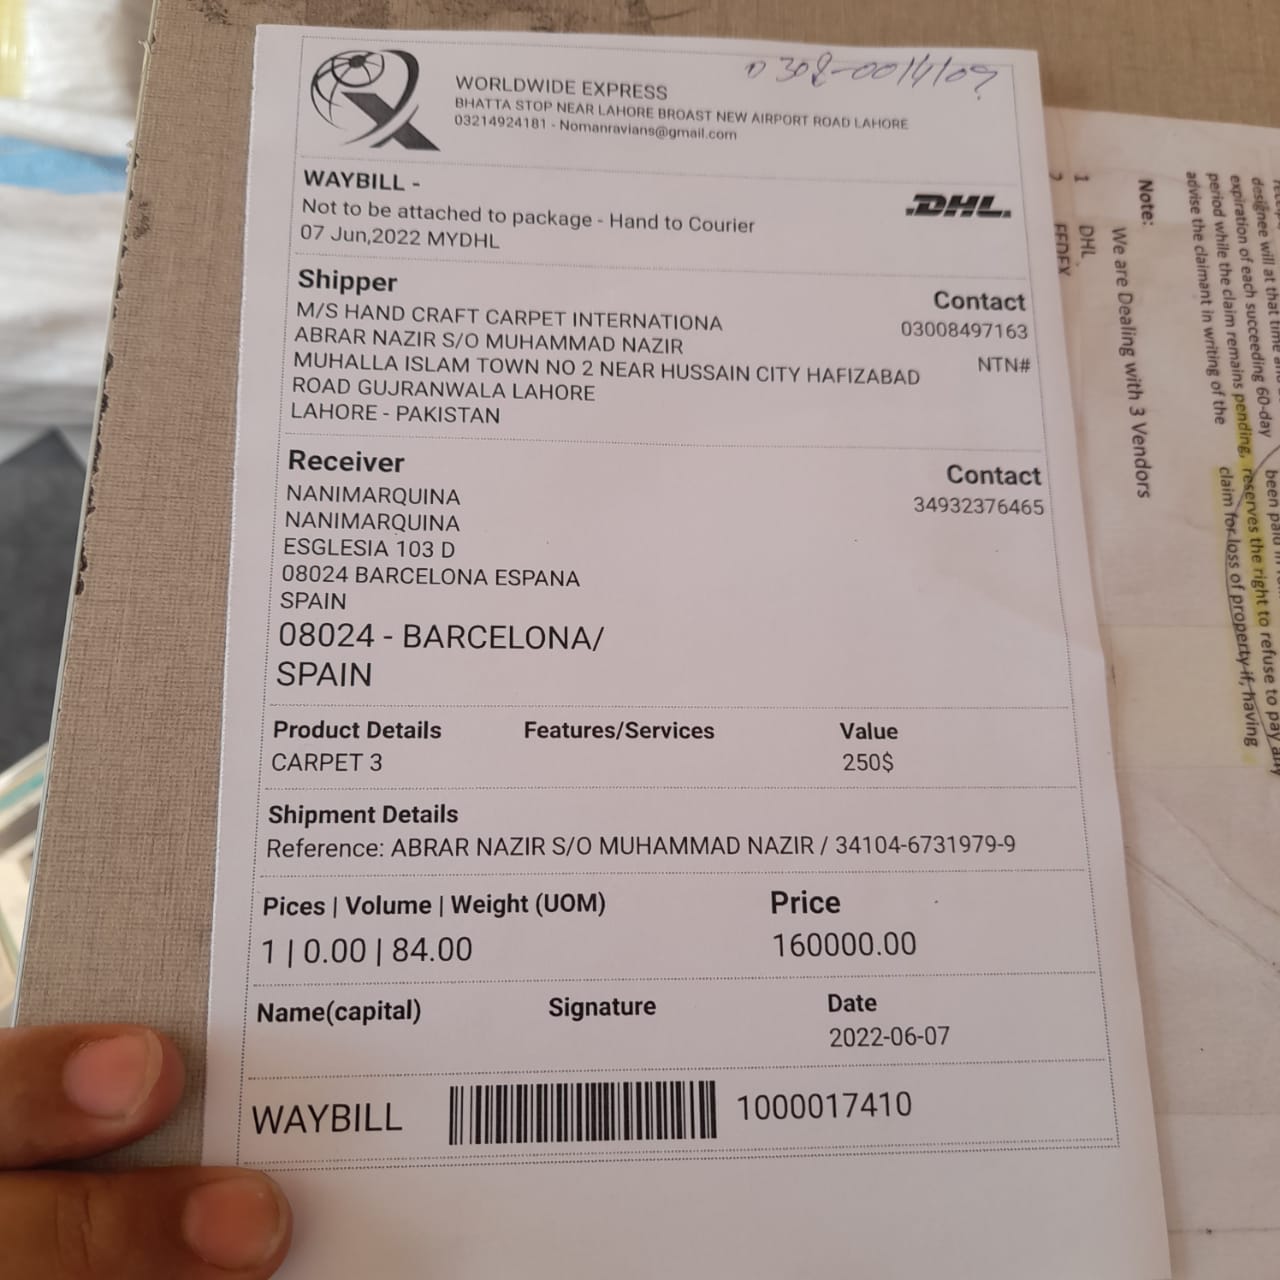 0302-0014109
WORLDWIDE EXPRESS
BHATTA STOP NEAR LAHORE BROAST NEW AIRPORT ROAD LAHORE
03214924181 - Nomanravians@gmail.com
WAYBILL -
DHL
Not to be attached to package - Hand to Courier
07 Jun,2022 MYDHL
Shipper
Contact
M/S HAND CRAFT CARPET INTERNATIONA
03008497163
ABRAR NAZIR S/O MUHAMMAD NAZIR
NTN#
MUHALLA ISLAM TOWN NO 2 NEAR HUSSAIN CITY HAFIZABAD
ROAD GUJRANWALA LAHORE
LAHORE - PAKISTAN
Receiver
Contact
NANIMARQUINA
34932376465
NANIMARQUINA
ESGLESIA 103 D
08024 BARCELONA ESPANA
SPAIN
08024 - BARCELONA/
SPAIN
Product Details Features/Services Value
CARPET 3 250$
Shipment Details
Reference: ABRAR NAZIR S/O MUHAMMAD NAZIR / 34104-6731979-9
Pices | Volume | Weight (UOM) Price
1 | 0.00 | 84.00 160000.00
Name(capital) Signature Date
2022-06-07
WAYBILL 1000017410
designee will at that time
expiration of each succeeding 60-day
been paid in
period while the claim remains pending, reserves the right to refuse to pay any
advise the claimant in writing of the
claim for loss of property if, having
Note: We are Dealing with 3 Vendors
1 DHL
FEDEX